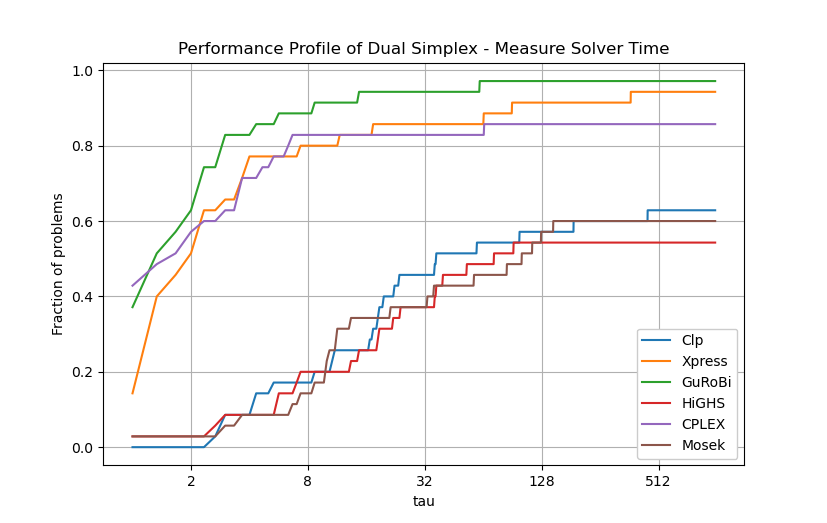 Performance Profile of Dual Simplex - Measure Solver Time
Fraction of problems
1.0
0.8
0.6
0.4
0.2
0.0
2
8
32
128
512
tau
Clp
Xpress
GuRoBi
HiGHS
CPLEX
Mosek